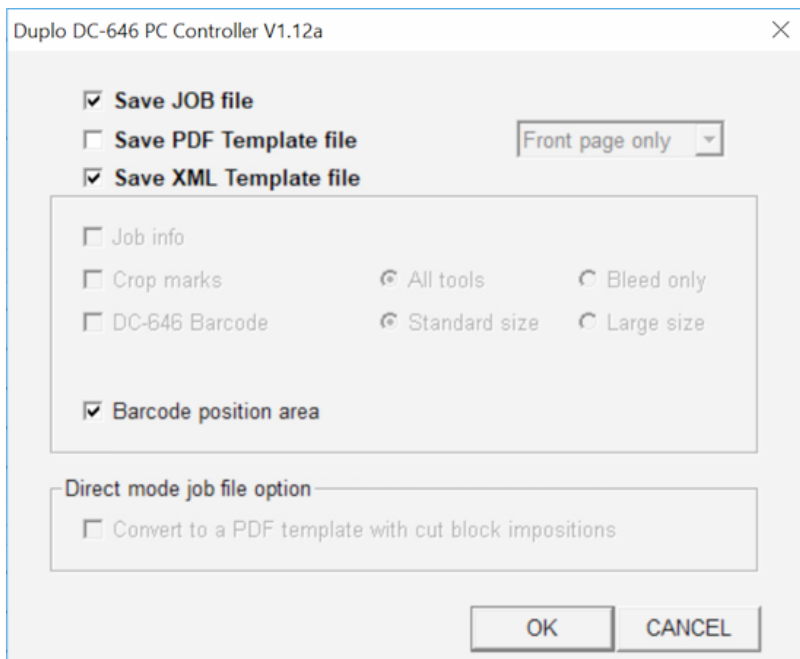 Duplo DC-646 PC Controller V1.12a
Save JOB file
Save PDF Template file Front page only
Save XML Template file
Job info
Crop marks All tools Bleed only
DC-646 Barcode Standard size Large size
Barcode position area
Direct mode job file option
Convert to a PDF template with cut block impositions
OK CANCEL